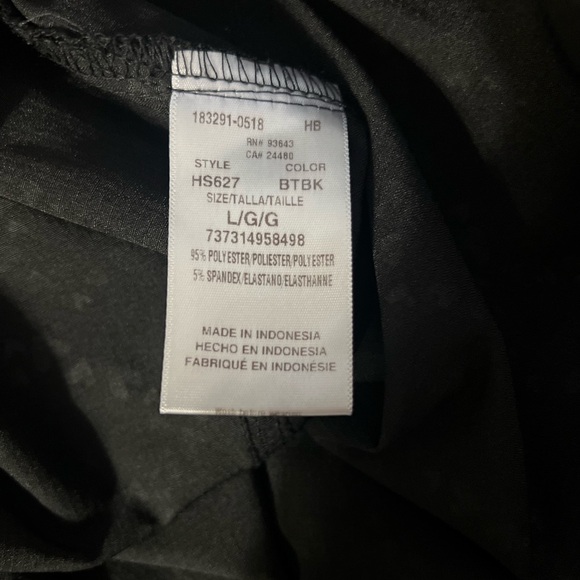 183291-0518 HB
RN# 93643
CA# 24460
STYLE COLOR
HS627 BTBK
SIZE/TALLA/TAILLE
L/G/G
737314958498
95% POLYESTER/POLIESTER/POLYESTER
5% SPANDEX/ELASTANO/ELASTHANNE
MADE IN INDONESIA
HECHO EN INDONESIA
FABRIQUÉ EN INDONÉSIE